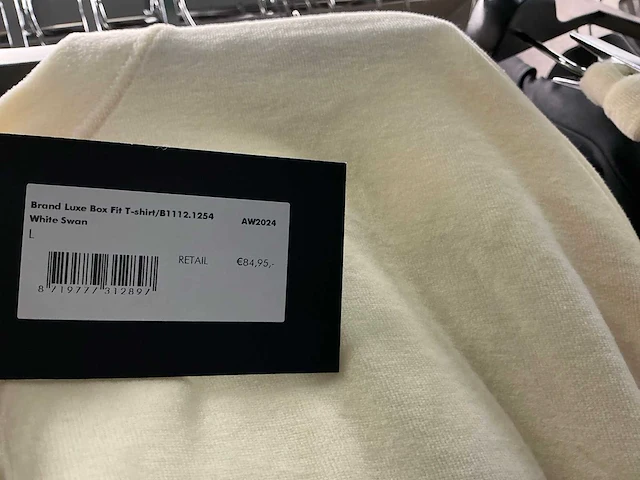 Brand Luxe Box Fit T-shirt/B1112.1254
White Swan
AW2024
L
RETAIL €84,95,-
8 719777 312897